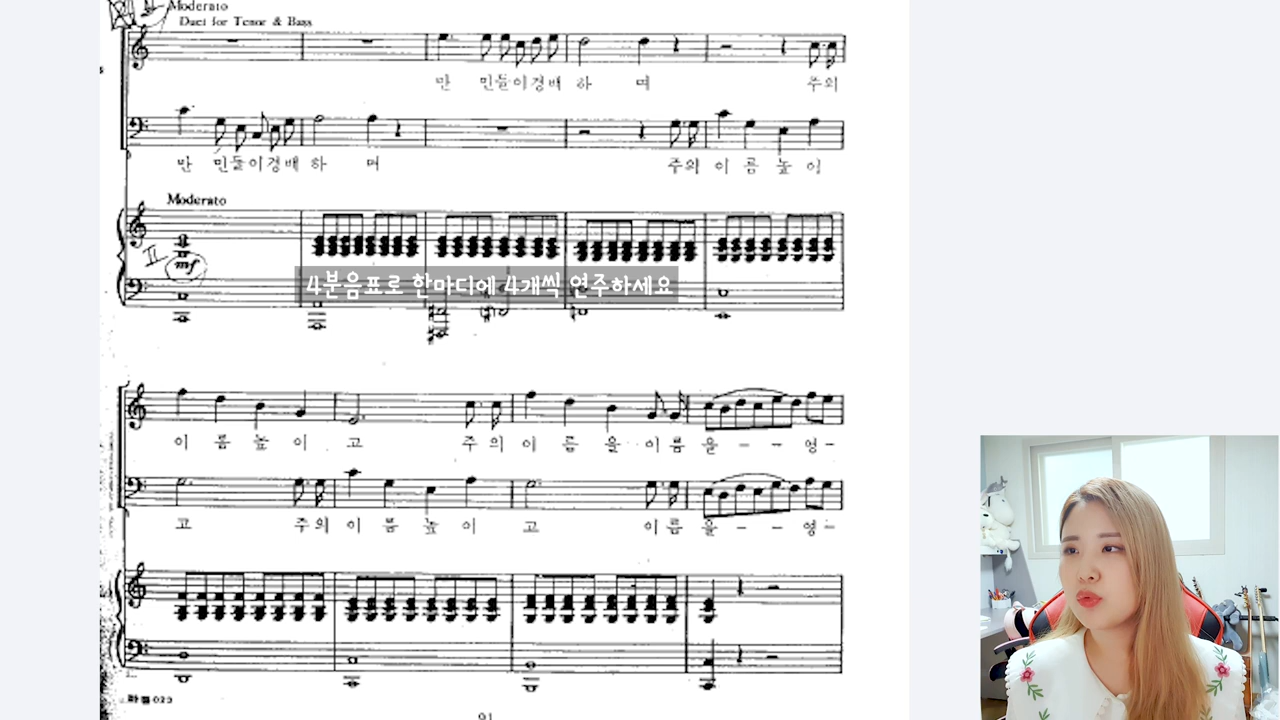 Moderato
Duet for Tenor & Bass
만 민들이경배 하 며 주의
만 민들이경배 하 며 주의 이 름 높 이
Moderato
II
mf
4분음표로 한마디에 4개씩 연주하세요
이 름 높 이 고 주 의 이 름 을 이 름 을 - - 영-
고 주의 이 름 높 이 고 이름 을 - - 영-
91